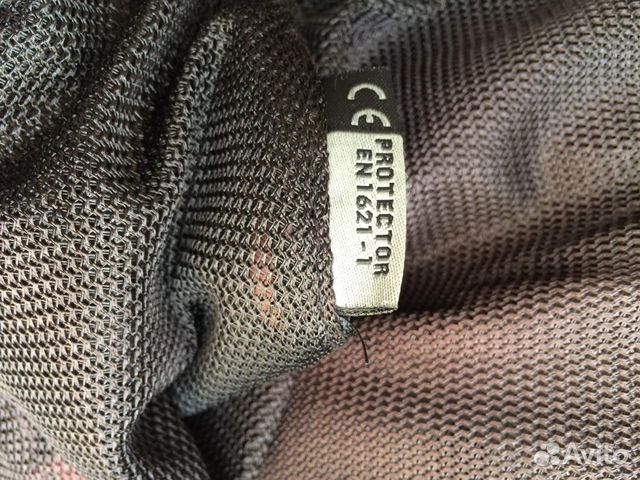 CE
PROTECTOR
EN1621-1
Avito